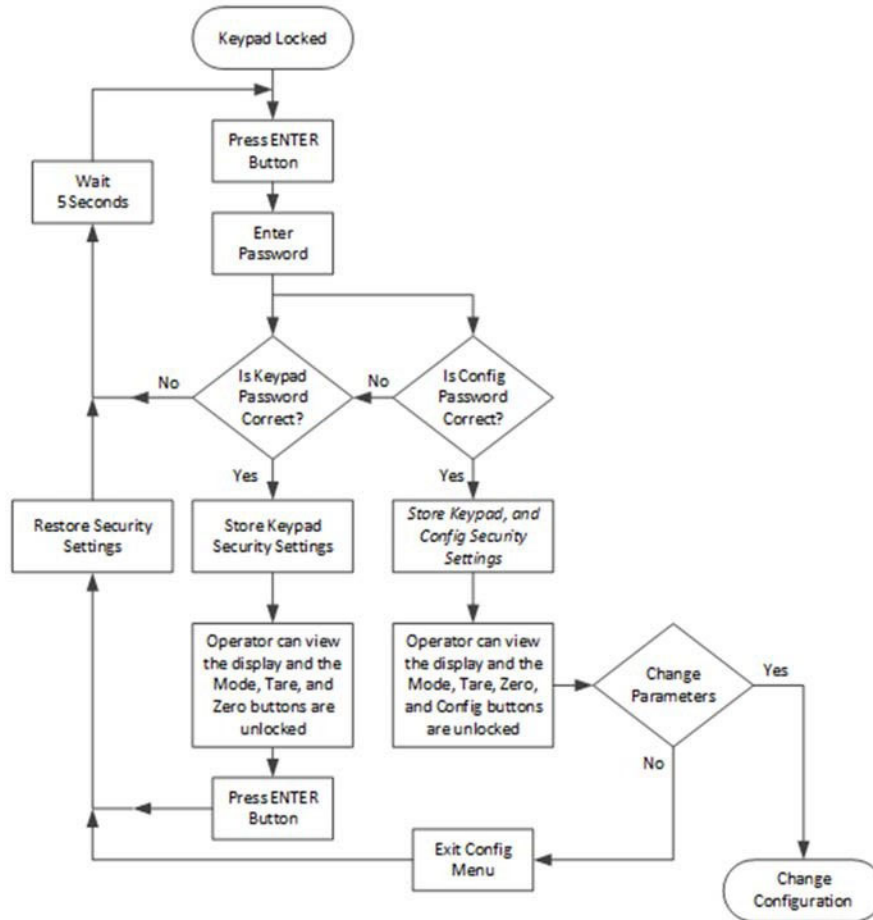 Keypad Locked
Press ENTER
Button
Wait
5 Seconds
Enter
Password
No
Is Keypad
Password
Correct?
No
Is Config
Password
Correct?
Yes
Yes
Restore Security
Settings
Store Keypad
Security Settings
Store Keypad, and
Config Security
Settings
Operator can view
the display and the
Mode, Tare, and
Zero buttons are
unlocked
Operator can view
the display and the
Mode, Tare, Zero,
and Config buttons
are unlocked
Change
Parameters
Yes
No
Press ENTER
Button
Exit Config
Menu
Change
Configuration